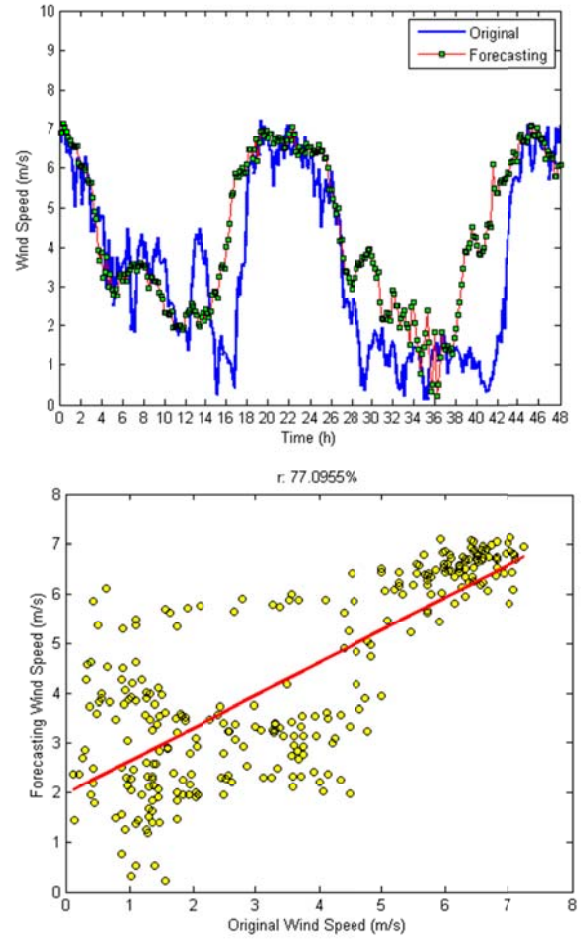 10
9
8
7
6
5
4
3
2
1
0
Wind Speed (m/s)
Original
Forecasting
0 2 4 6 8 10 12 14 16 18 20 22 24 26 28 30 32 34 36 38 40 42 44 46 48
Time (h)
r: 77.0955%
8
7
6
5
4
3
2
1
0
Forecasting Wind Speed (m/s)
0 1 2 3 4 5 6 7 8
Original Wind Speed (m/s)